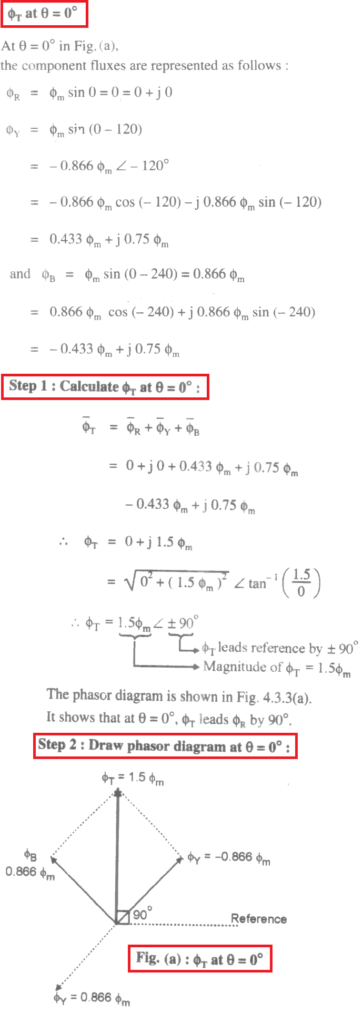 ϕT at θ = 0°
At θ = 0° in Fig. (a),
the component fluxes are represented as follows :
ϕR = ϕm sin 0 = 0 = 0 + j 0
ϕY = ϕm sin (0 – 120)
= – 0.866 ϕm ∠ – 120°
= – 0.866 ϕm cos (– 120) – j 0.866 ϕm sin (– 120)
= 0.433 ϕm + j 0.75 ϕm
and ϕB = ϕm sin (0 – 240) = 0.866 ϕm
= 0.866 ϕm cos (– 240) + j 0.866 ϕm sin (– 240)
= – 0.433 ϕm + j 0.75 ϕm
Step 1 : Calculate ϕT at θ = 0° :
ϕ̄T = ϕ̄R + ϕ̄Y + ϕ̄B
= 0 + j 0 + 0.433 ϕm + j 0.75 ϕm
– 0.433 ϕm + j 0.75 ϕm
∴ ϕT = 0 + j 1.5 ϕm
= √(0² + ( 1.5 ϕm )²) ∠ tan⁻¹ (1.5/0)
∴ ϕT = 1.5ϕm ∠ ± 90°
ϕT leads reference by ± 90°
Magnitude of ϕT = 1.5ϕm
The phasor diagram is shown in Fig. 4.3.3(a).
It shows that at θ = 0°, ϕT leads ϕR by 90°.
Step 2 : Draw phasor diagram at θ = 0° :
ϕT = 1.5 ϕm
ϕB
0.866 ϕm
ϕY = –0.866 ϕm
90°
Reference
Fig. (a) : ϕT at θ = 0°
ϕY = 0.866 ϕm